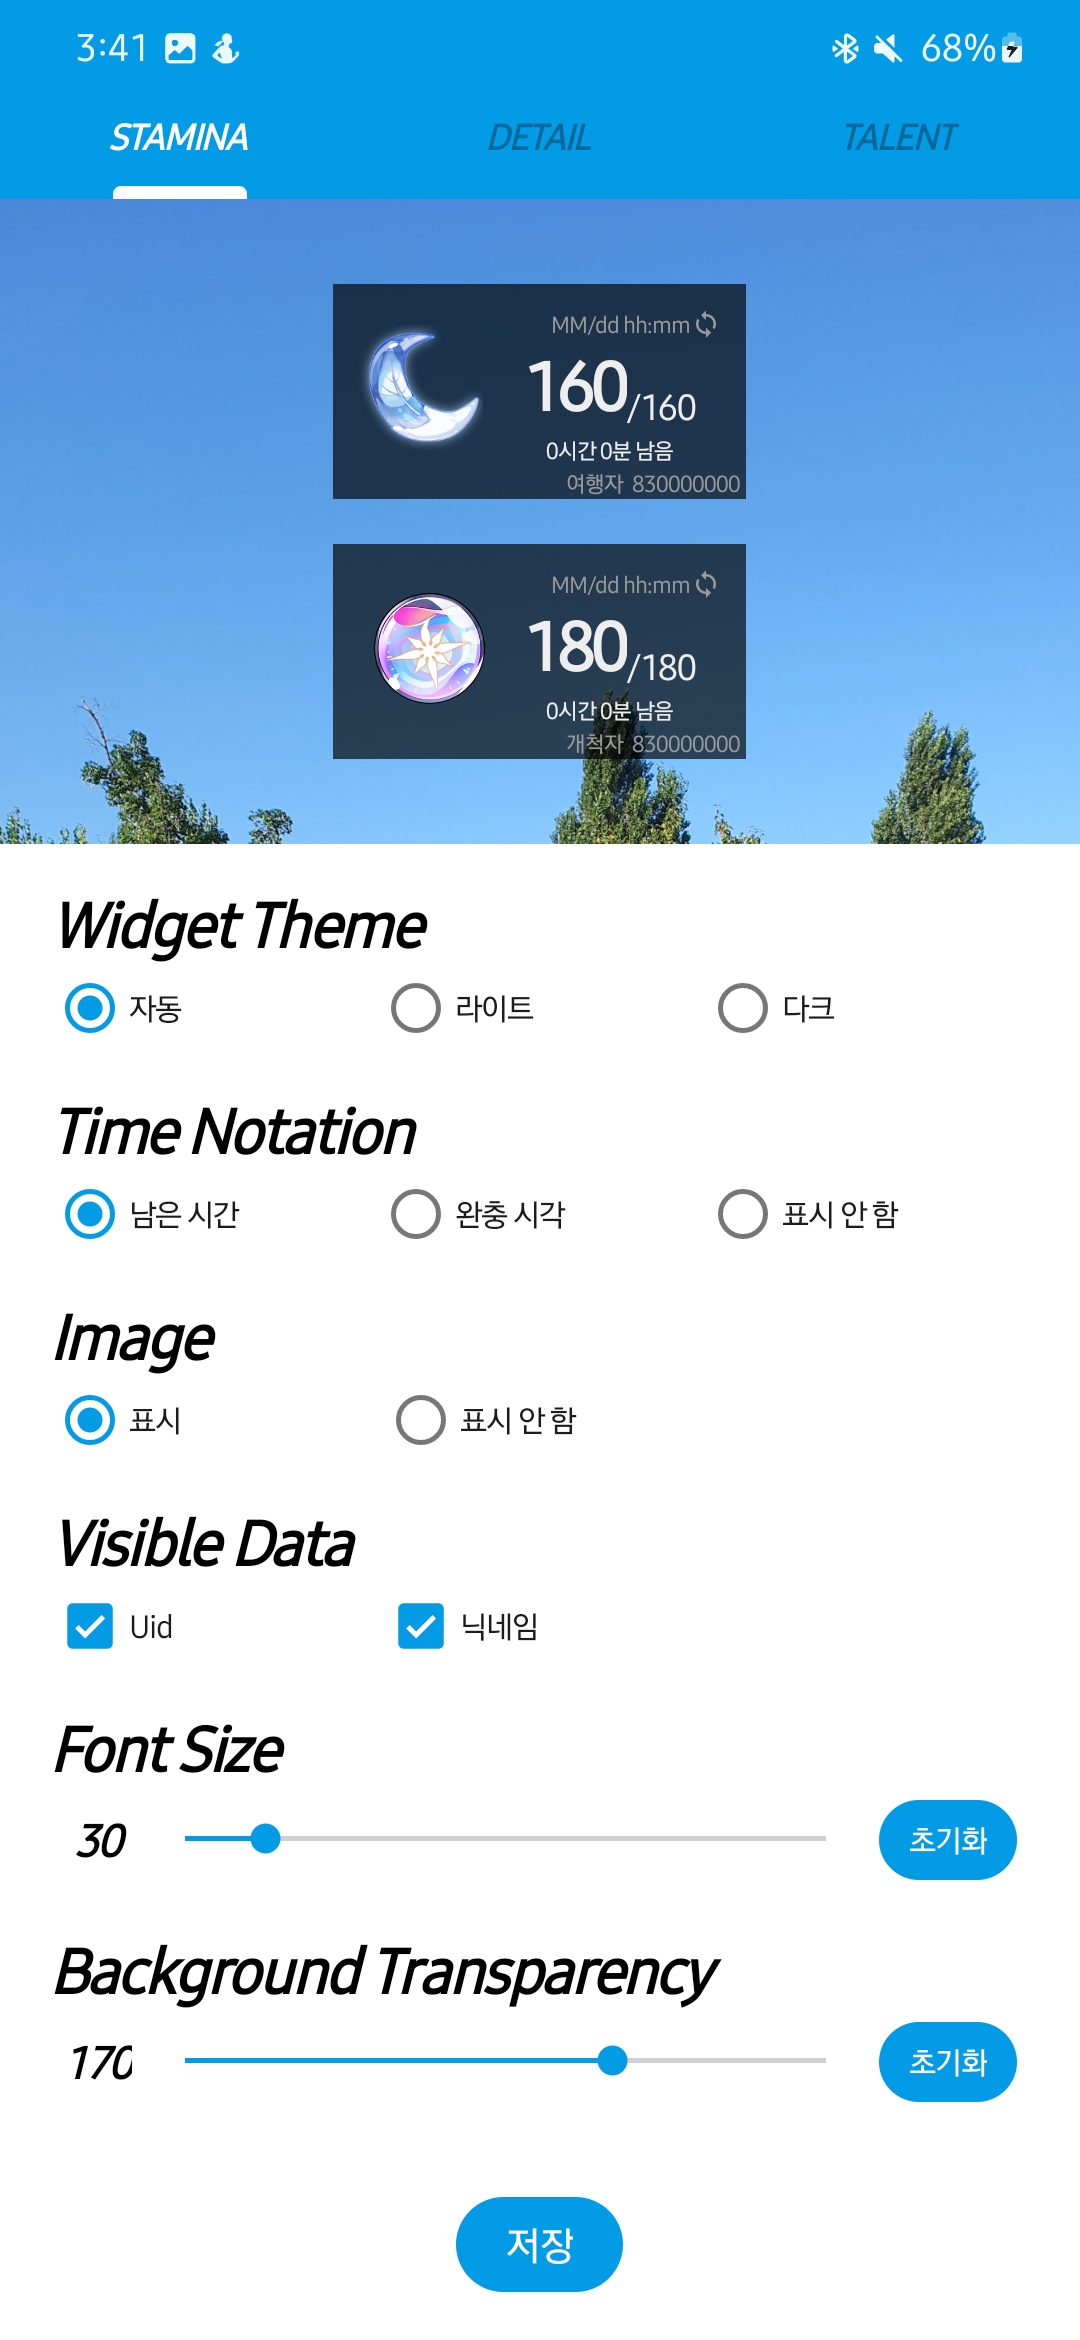 3:41 68%
STAMINA DETAIL TALENT
MM/dd hh:mm
160/160
0시간 0분 남음
여행자 830000000
MM/dd hh:mm
180/180
0시간 0분 남음
개척자 830000000
Widget Theme
자동 라이트 다크
Time Notation
남은 시간 완충 시각 표시 안 함
Image
표시 표시 안 함
Visible Data
Uid 닉네임
Font Size
30 초기화
Background Transparency
170 초기화
저장